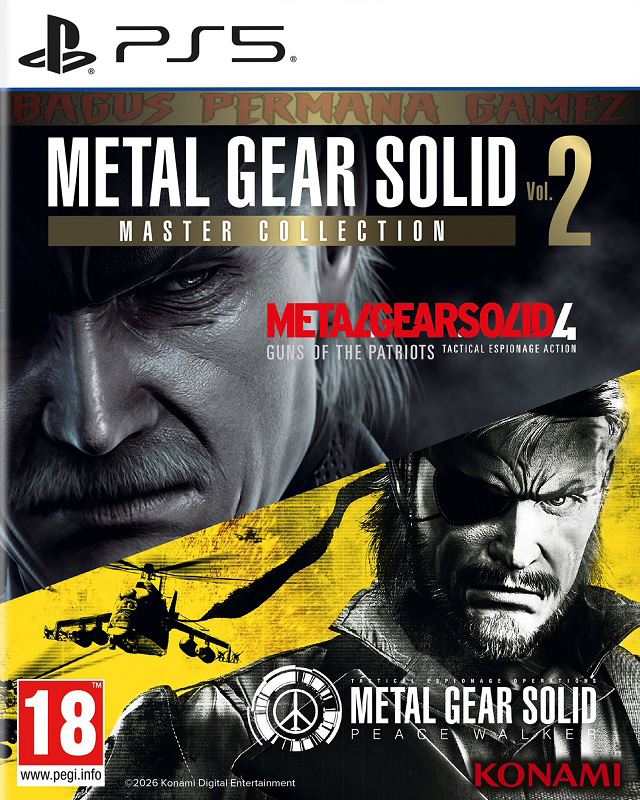 PS5
BAGUS PERMANA GAMEZ
METAL GEAR SOLID Vol. 2
MASTER COLLECTION
METAL GEAR SOLID 4
GUNS OF THE PATRIOTS TACTICAL ESPIONAGE ACTION
TACTICAL ESPIONAGE OPERATIONS
METAL GEAR SOLID
PEACE WALKER
18
www.pegi.info
©2026 Konami Digital Entertainment
KONAMI